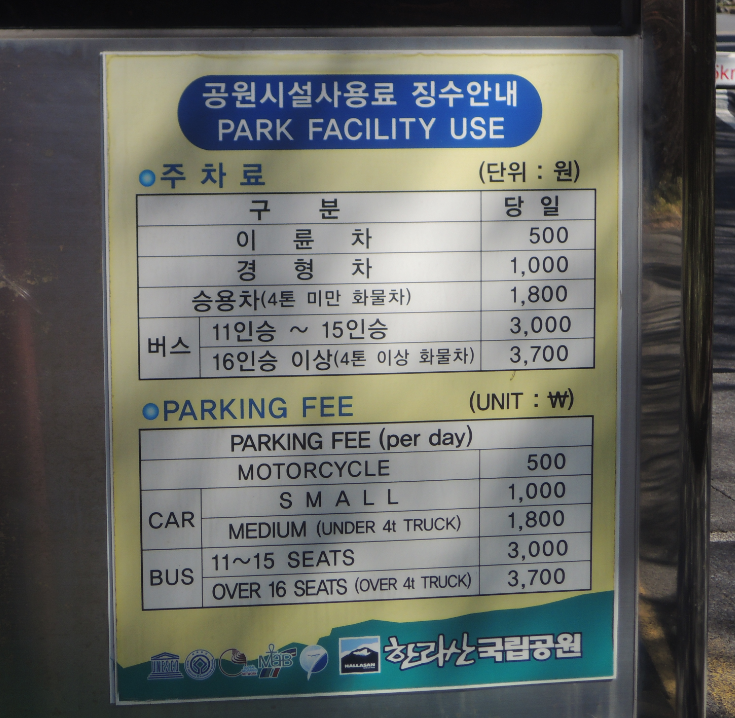 공원시설사용료 징수안내
PARK FACILITY USE
주 차 료 (단위 : 원)
구 분 당 일
이 륜 차 500
경 형 차 1,000
승용차(4톤 미만 화물차) 1,800
버스 11인승 ~ 15인승 3,000
16인승 이상(4톤 이상 화물차) 3,700
PARKING FEE (UNIT : ₩)
PARKING FEE (per day)
MOTORCYCLE 500
CAR SMALL 1,000
MEDIUM (UNDER 4t TRUCK) 1,800
BUS 11~15 SEATS 3,000
OVER 16 SEATS (OVER 4t TRUCK) 3,700
HALLASAN 한라산국립공원